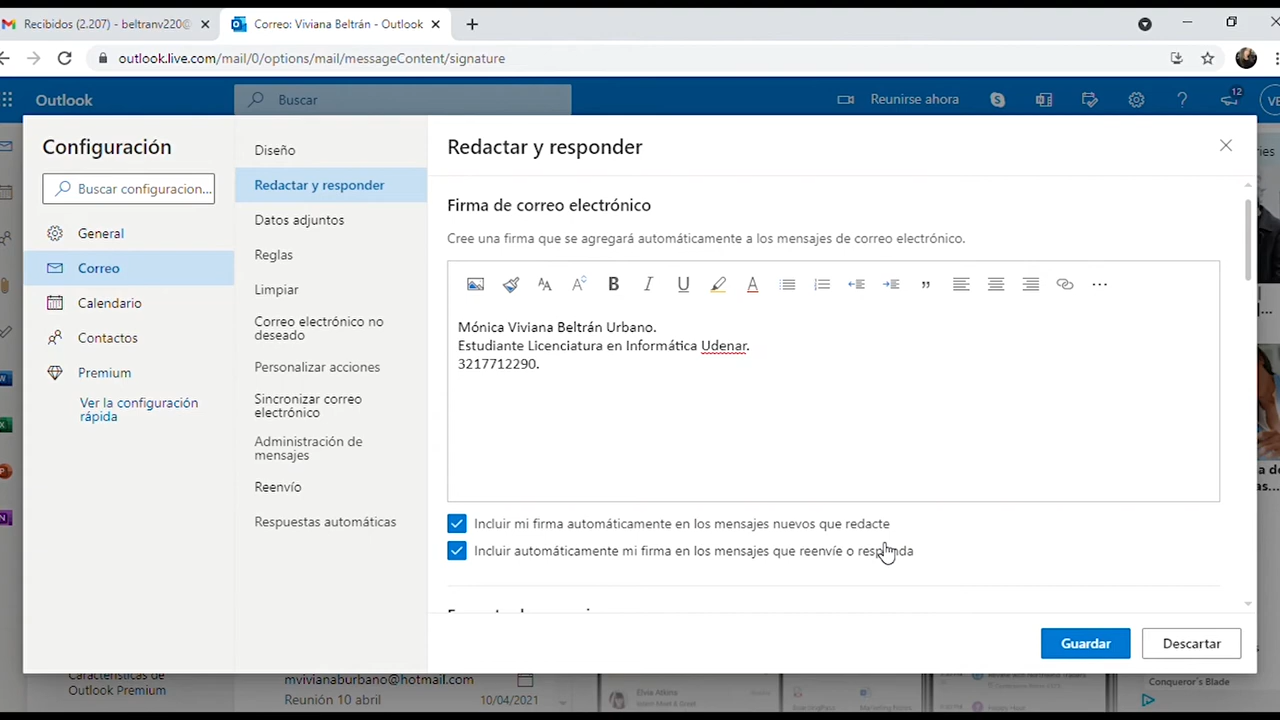 Recibidos (2.207) - beltranv220@
Correo: Viviana Beltrán - Outlook
outlook.live.com/mail/0/options/mail/messageContent/signature
Outlook
Buscar
Reunirse ahora
12
VB
Configuración
Buscar configuracion...
General
Correo
Calendario
Contactos
Premium
Ver la configuración
rápida
Diseño
Redactar y responder
Datos adjuntos
Reglas
Limpiar
Correo electrónico no
deseado
Personalizar acciones
Sincronizar correo
electrónico
Administración de
mensajes
Reenvío
Respuestas automáticas
Redactar y responder
Firma de correo electrónico
Cree una firma que se agregará automáticamente a los mensajes de correo electrónico.
Mónica Viviana Beltrán Urbano.
Estudiante Licenciatura en Informática Udenar.
3217712290.
Incluir mi firma automáticamente en los mensajes nuevos que redacte
Incluir automáticamente mi firma en los mensajes que reenvíe o responda
Guardar
Descartar
Características de
Outlook Premium
mvivianaburbano@hotmail.com
Reunión 10 abril
10/04/2021
Elvia Atkins
Conqueror's Blade